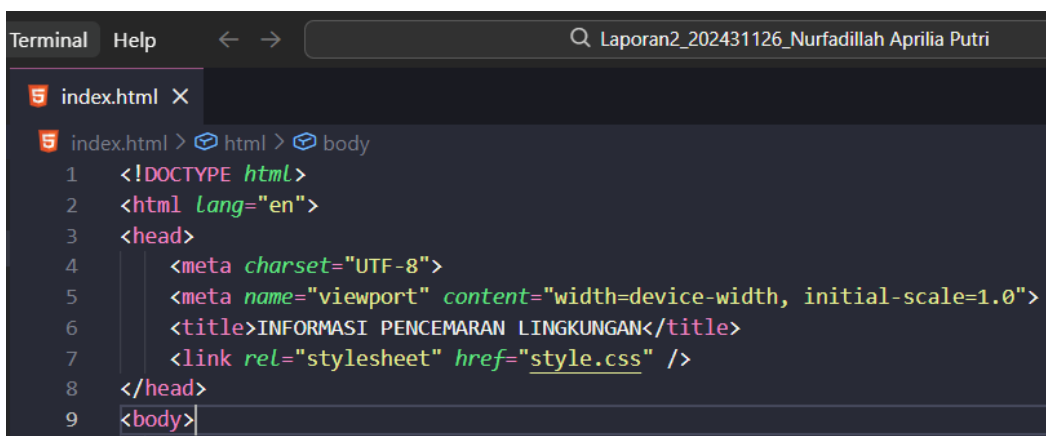 Terminal Help ← → Laporan2_202431126_Nurfadillah Aprilia Putri
index.html ×
index.html > html > body
1 <!DOCTYPE html>
2 <html lang="en">
3 <head>
4 <meta charset="UTF-8">
5 <meta name="viewport" content="width=device-width, initial-scale=1.0">
6 <title>INFORMASI PENCEMARAN LINGKUNGAN</title>
7 <link rel="stylesheet" href="style.css" />
8 </head>
9 <body>